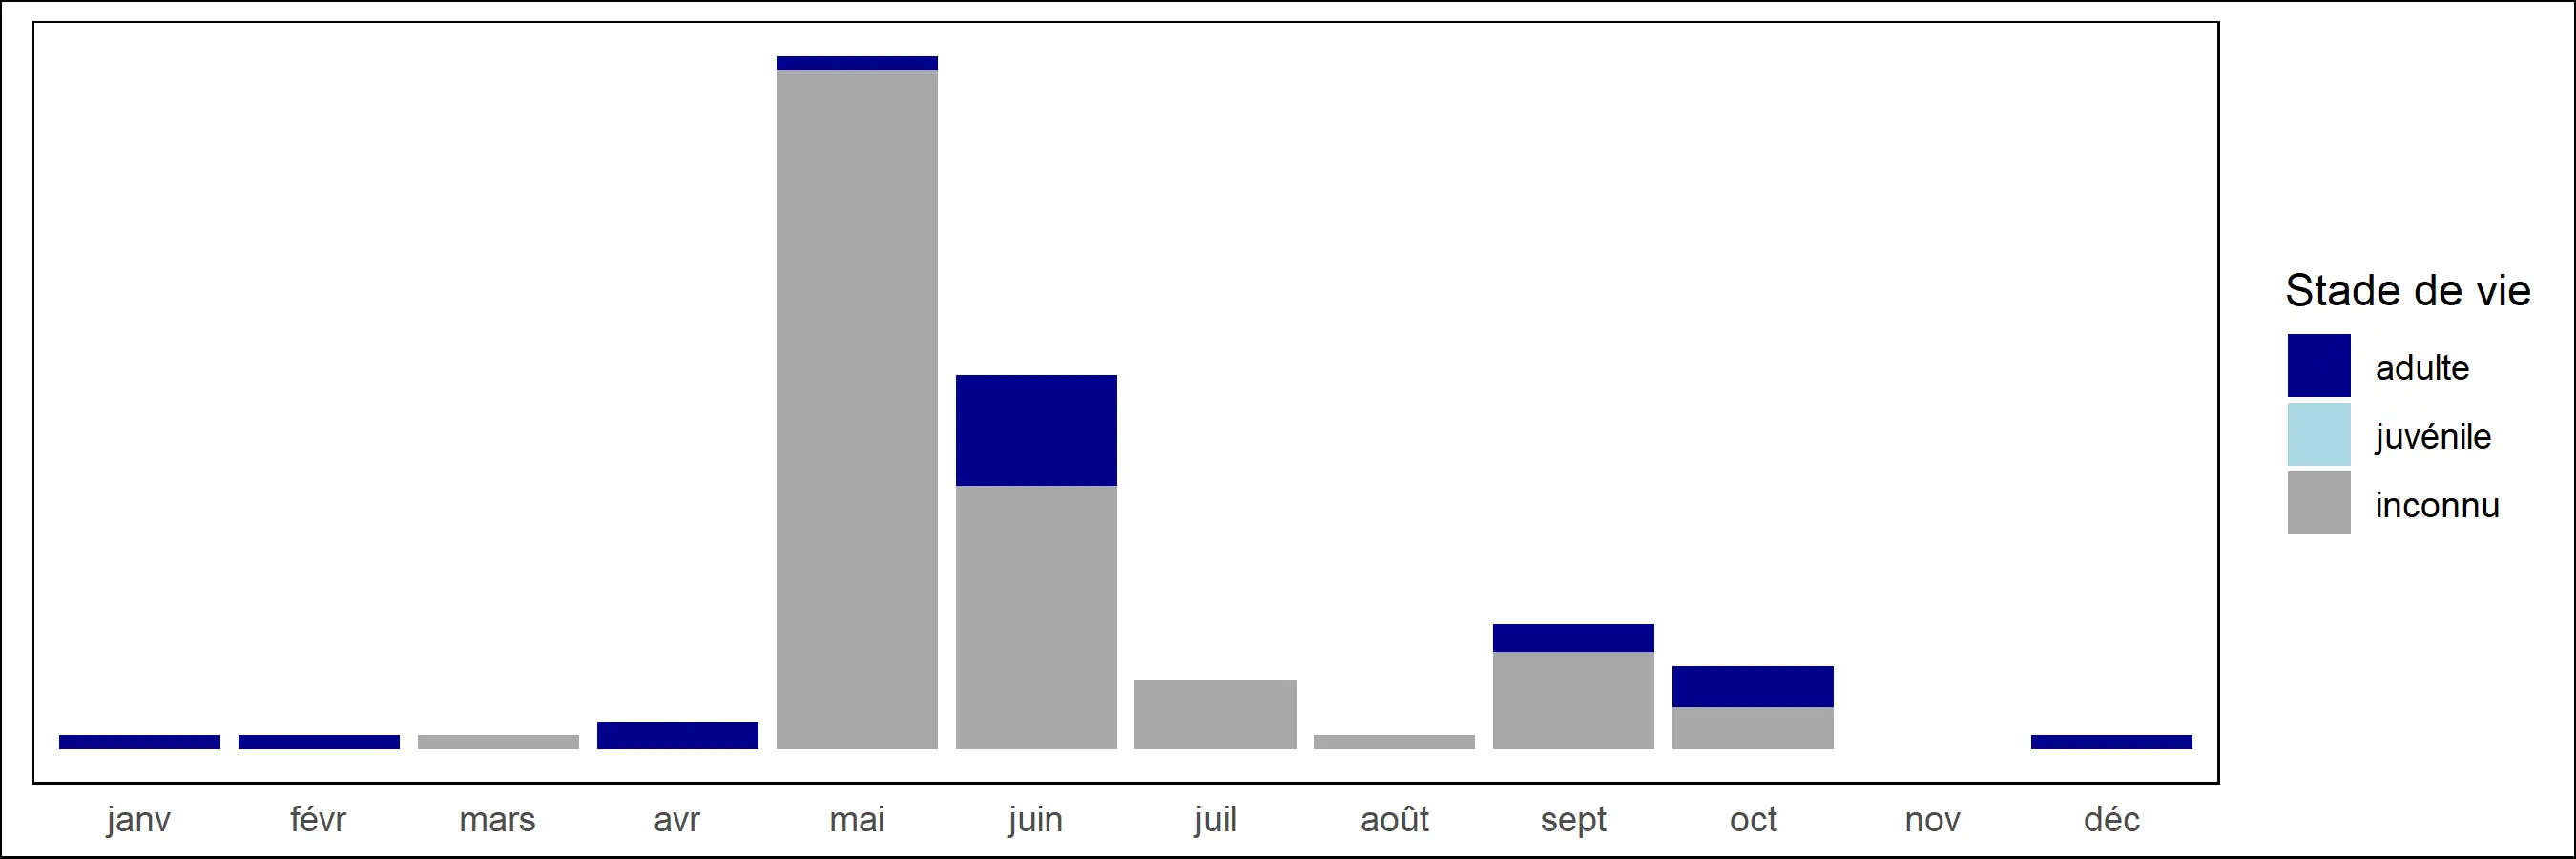 Stade de vie
adulte
juvénile
inconnu
janv févr mars avr mai juin juil août sept oct nov déc